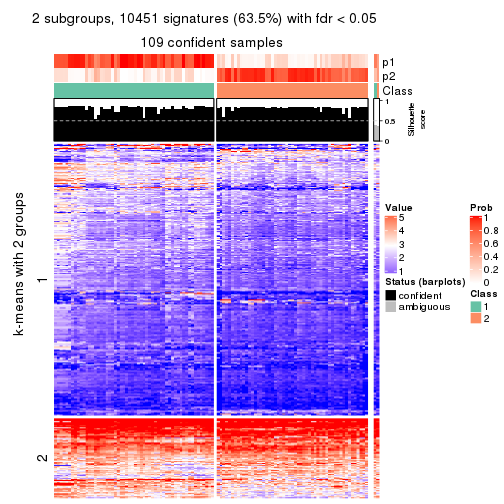 2 subgroups, 10451 signatures (63.5%) with fdr < 0.05
109 confident samples
p1
p2
Class
1
0.5
0
Silhouette
score
k-means with 2 groups
1
2
Value
5
4
3
2
1
Status (barplots)
confident
ambiguous
Prob
1
0.8
0.6
0.4
0.2
0
Class
1
2